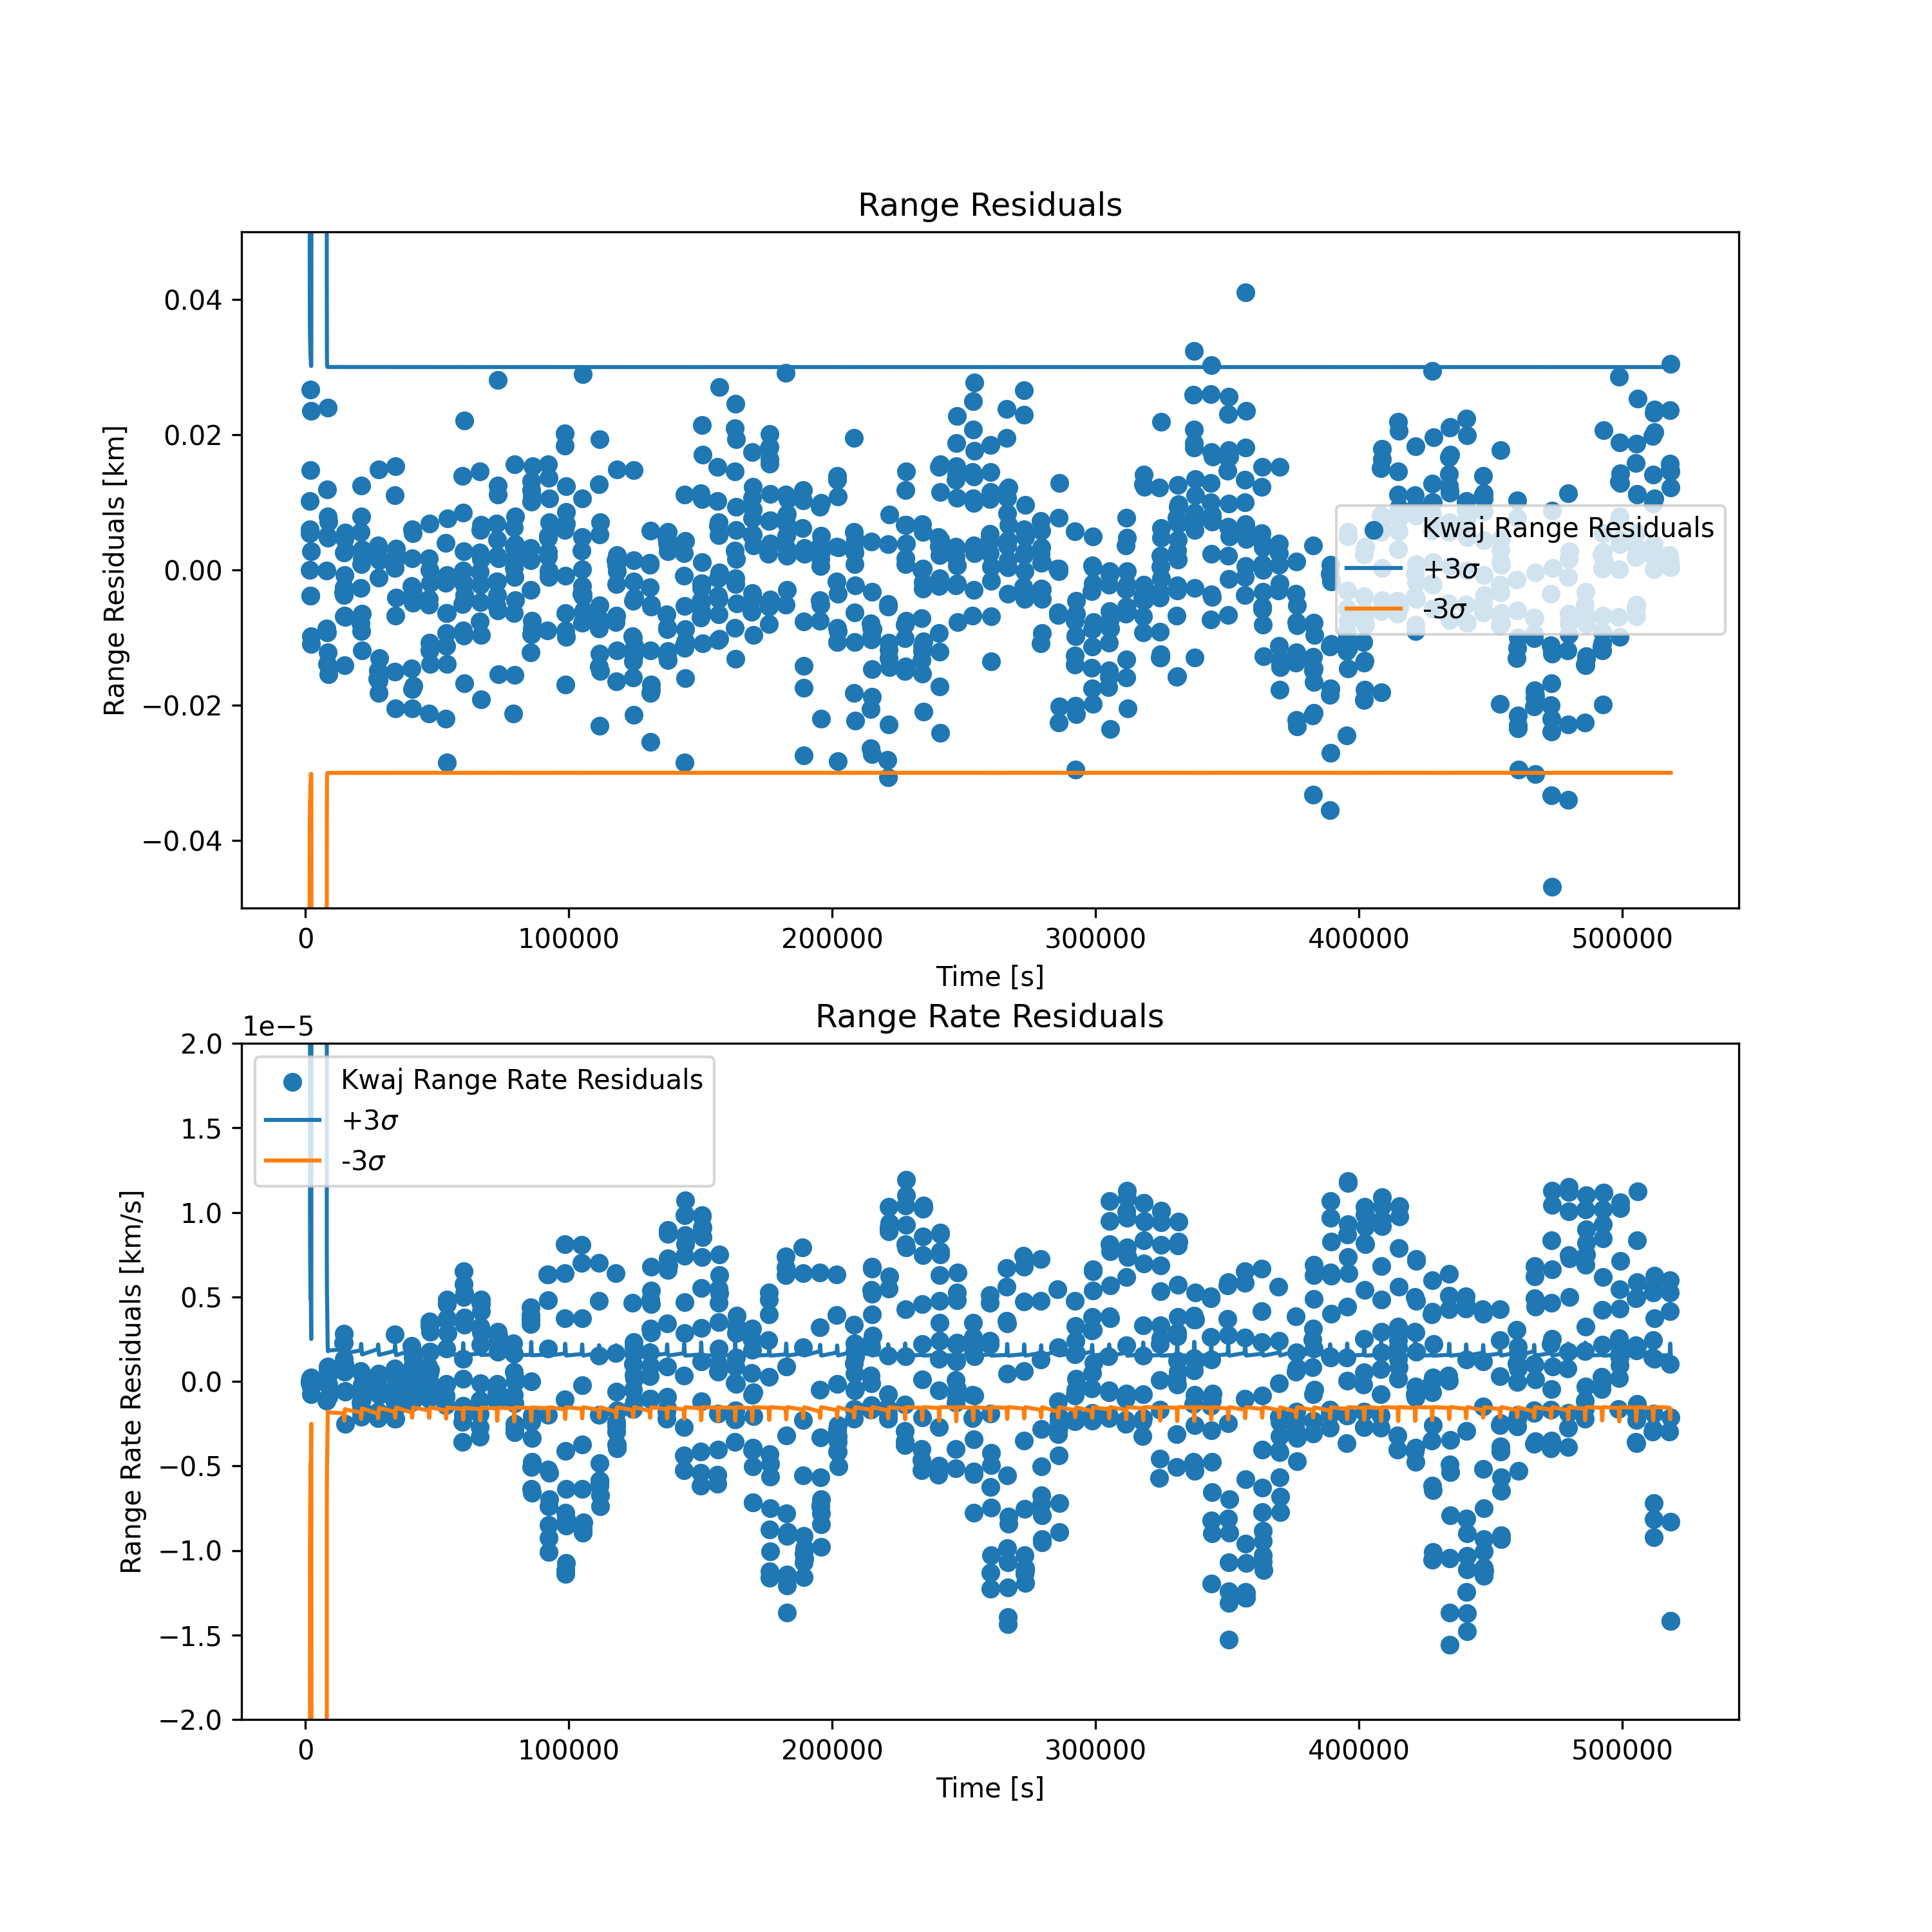 Range Residuals
0.04
0.02
0.00
−0.02
−0.04
Range Residuals [km]
Kwaj Range Residuals
+3σ
-3σ
0 100000 200000 300000 400000 500000
Time [s]
Range Rate Residuals
1e−5
2.0
1.5
1.0
0.5
0.0
−0.5
−1.0
−1.5
−2.0
Range Rate Residuals [km/s]
Kwaj Range Rate Residuals
+3σ
-3σ
0 100000 200000 300000 400000 500000
Time [s]